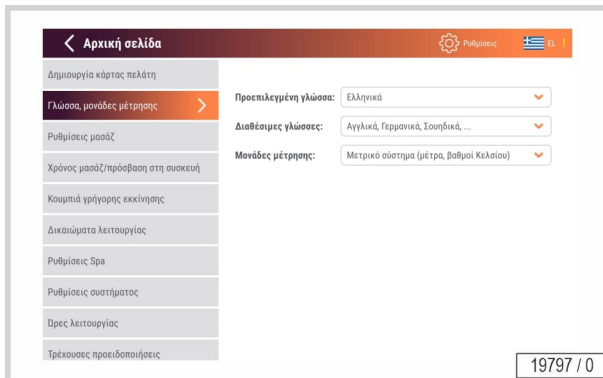 Αρχική σελίδα
Ρυθμίσεις
EL !
Δημιουργία κάρτας πελάτη
Γλώσσα, μονάδες μέτρησης
Ρυθμίσεις μασάζ
Χρόνος μασάζ/πρόσβαση στη συσκευή
Κουμπιά γρήγορης εκκίνησης
Δικαιώματα λειτουργίας
Ρυθμίσεις Spa
Ρυθμίσεις συστήματος
Ώρες λειτουργίας
Τρέχουσες προειδοποιήσεις
Προεπιλεγμένη γλώσσα: Ελληνικά
Διαθέσιμες γλώσσες: Αγγλικά, Γερμανικά, Σουηδικά, ...
Μονάδες μέτρησης: Μετρικό σύστημα (μέτρα, βαθμοί Κελσίου)
19797 / 0